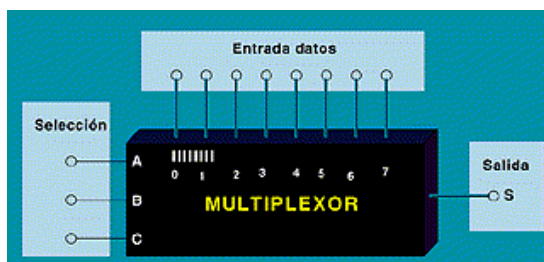 Entrada datos
Selección
A
0 1 2 3 4 5 6 7
Salida
B
MULTIPLEXOR
S
C